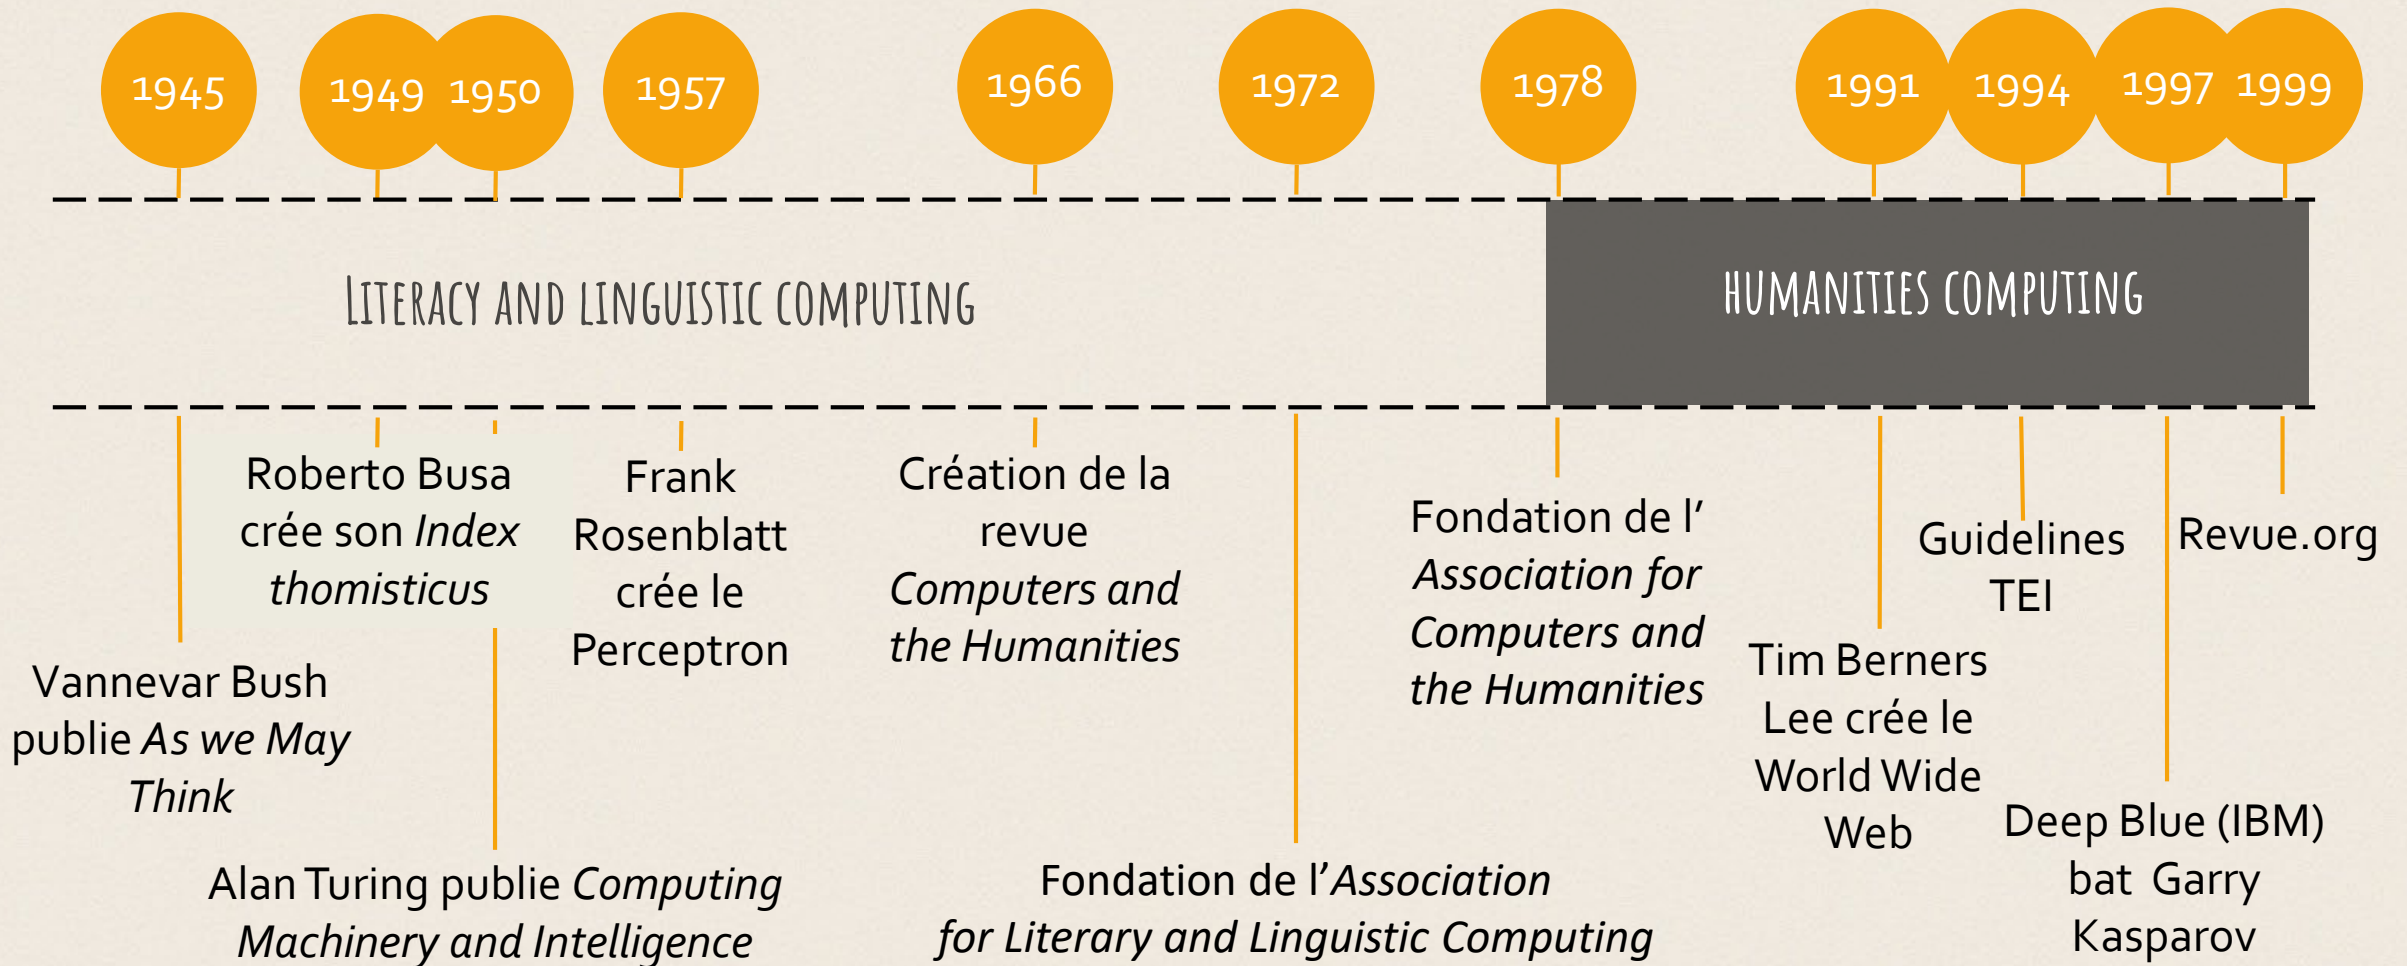 1945
1949
1950
1957
1966
1972
1978
1991
1994
1997
1999
Literacy and linguistic computing
humanities computing
Vannevar Bush
publie As we May
Think
Roberto Busa
crée son Index
thomisticus
Alan Turing publie Computing
Machinery and Intelligence
Frank
Rosenblatt
crée le
Perceptron
Création de la
revue
Computers and
the Humanities
Fondation de l’Association
for Literary and Linguistic Computing
Fondation de l’
Association for
Computers and
the Humanities
Tim Berners
Lee crée le
World Wide
Web
Guidelines
TEI
Deep Blue (IBM)
bat Garry
Kasparov
Revue.org